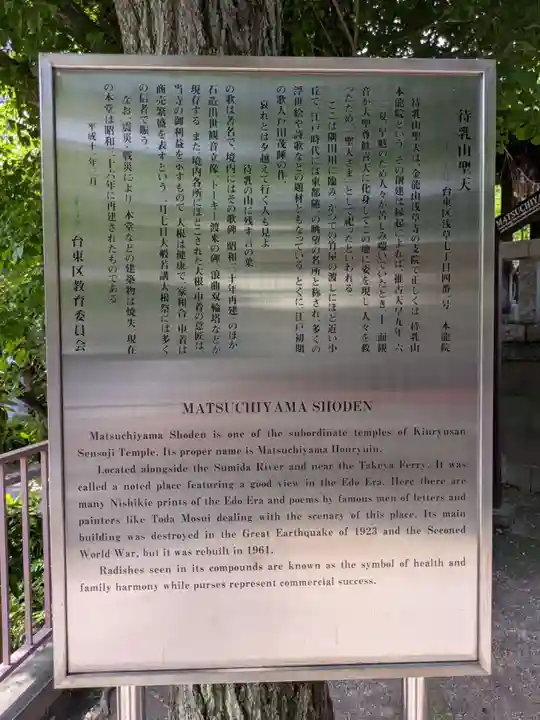 待乳山聖天
台東区浅草七丁目四番一号 本龍院
待乳山聖天は、金龍山浅草寺の支院で正しくは待乳山
本龍院という。その創建は縁起によれば、推古天皇九年(六
一)夏、旱魃のため人々が苦しみ喘いでいたとき、十一面観
音が大聖尊歓喜天に化身してこの地に姿を現し、人々を救
ったため、「聖天さま」として祀ったといわれる。
ここは隅田川に臨み、かつての竹屋の渡しにほど近い小
丘で、江戸時代には東都随一の眺望の名所と称され、多くの
浮世絵や詩歌などの題材ともなっている。とくに、江戸初期
の歌人戸田茂睡の作、
哀れとは夕越えて行く人も見よ
待乳の山に残す言の葉
の歌は著名で、境内にはその歌碑(昭和三十年再建)のほか、
石造出世観音立像、トーキー渡来の碑、浪曲双輪塔などが
現存する。また、境内各所にほどこされた大根・巾着の意匠は
当寺の御利益を示すもので、大根は健康で一家和合、巾着は
商売繁盛を表すという。一月七日大般若講大根祭には多く
の信者で賑う。
なお、震災・戦災により、本堂などの建築物は焼失、現在
の本堂は昭和三十六年に再建されたものである。
平成十一年三月
台東区教育委員会
MATSUCHIYAMA SHODEN
Matsuchiyama Shoden is one of the subordinate temples of Kinryusan
Sensoji Temple. Its proper name is Matsuchiyama Honryuin.
Located alongside the Sumida River and near the Takeya Ferry. It was
called a noted place featuring a good view in the Edo Era. Here there are
many Nishikie prints of the Edo Era and poems by famous men of letters and
painters like Toda Mosui dealing with the scenary of this place. Its main
building was destroyed in the Great Earthquake of 1923 and the Seconed
World War, but it was rebuilt in 1961.
Radishes seen in its compounds are known as the symbol of health and
family harmony while purses represent commercial success.
MATSUCHIYAMA